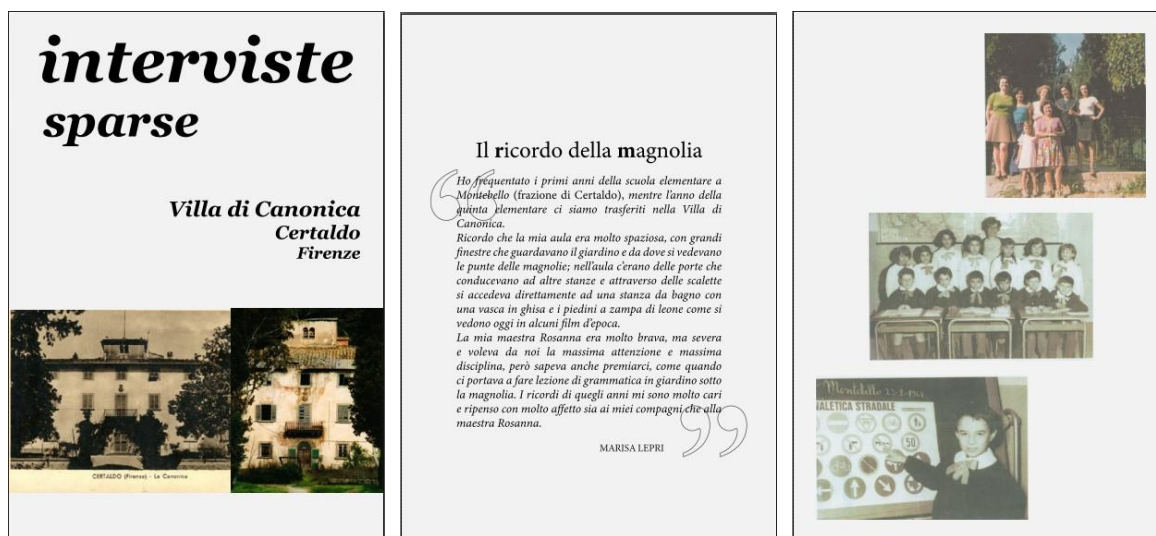 interviste
sparse
Villa di Canonica
Certaldo
Firenze
CERTALDO (Firenze) - La Canonica
Il ricordo della magnolia
Ho frequentato i primi anni della scuola elementare a
Montebello (frazione di Certaldo), mentre l'anno della
quinta elementare ci siamo trasferiti nella Villa di
Canonica.
Ricordo che la mia aula era molto spaziosa, con grandi
finestre che guardavano il giardino e da dove si vedevano
le punte delle magnolie; nell'aula c'erano delle porte che
conducevano ad altre stanze e attraverso delle scalette
si accedeva direttamente ad una stanza da bagno con
una vasca in ghisa e i piedini a zampa di leone come si
vedono oggi in alcuni film d'epoca.
La mia maestra Rosanna era molto brava, ma severa
e voleva da noi la massima attenzione e massima
disciplina, però sapeva anche premiarci, come quando
ci portava a fare lezione di grammatica in giardino sotto
la magnolia. I ricordi di quegli anni mi sono molto cari
e ripenso con molto affetto sia ai miei compagni che alla
maestra Rosanna.
MARISA LEPRI
Montebello
NALETICA STRADALE
50